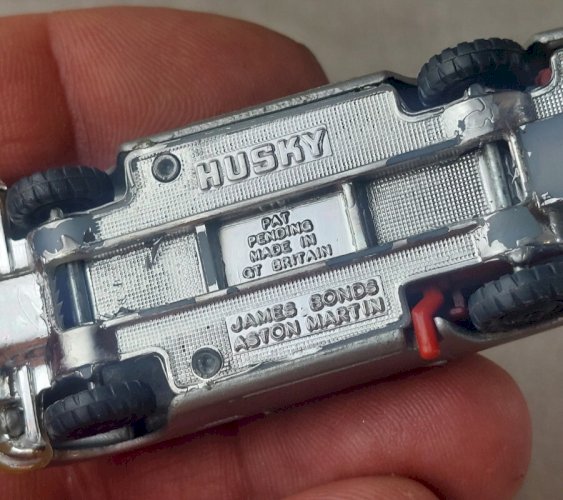 HUSKY
PAT
PENDING
MADE IN
GT BRITAIN
JAMES BONDS
ASTON MARTIN